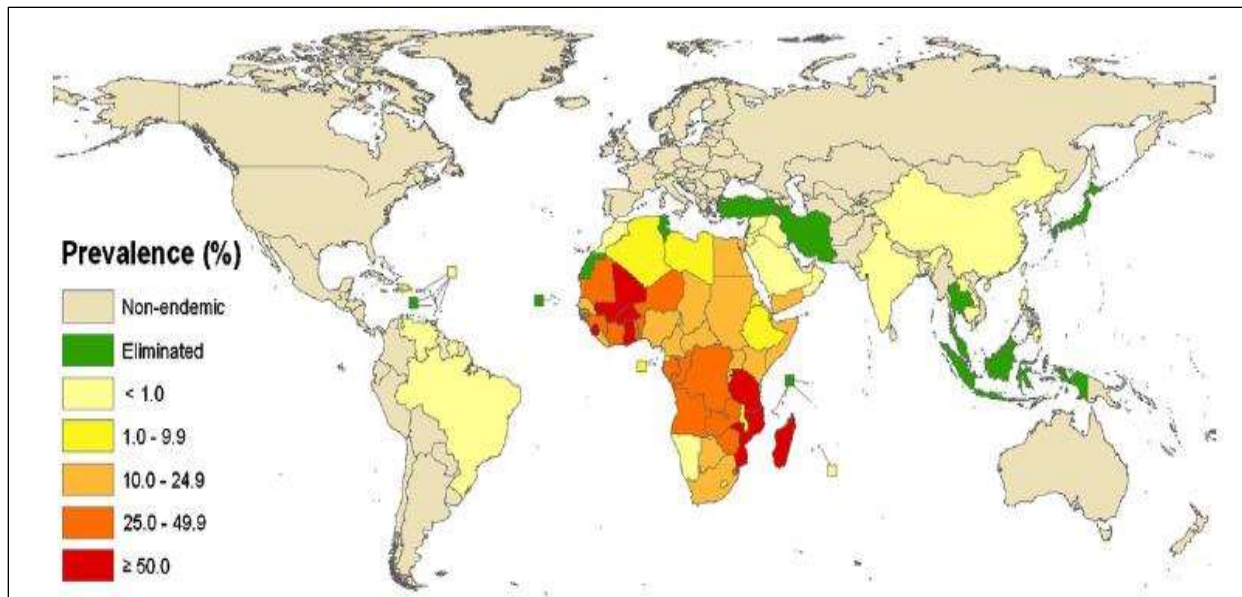 Prevalence (%)
Non-endemic
Eliminated
< 1.0
1.0 - 9.9
10.0 - 24.9
25.0 - 49.9
≥ 50.0